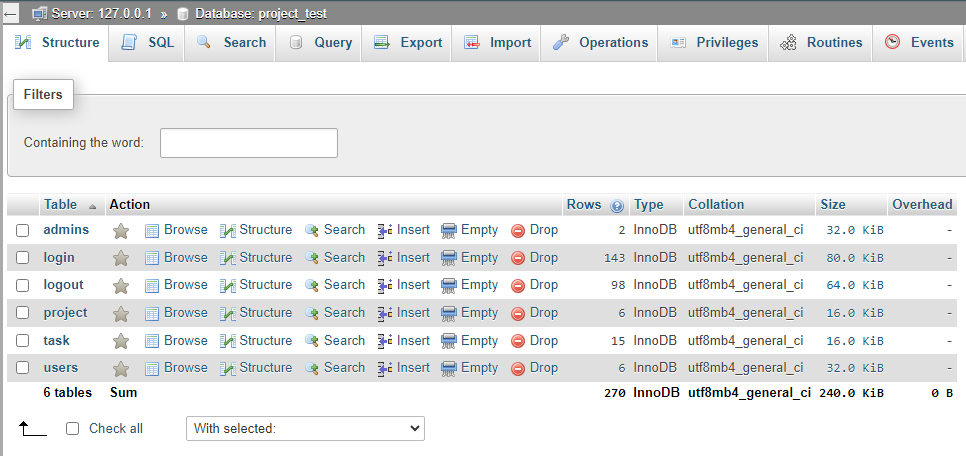 ← Server: 127.0.0.1 » Database: project_test
Structure SQL Search Query Export Import Operations Privileges Routines Events
Filters
Containing the word:
Table Action Rows Type Collation Size Overhead
admins Browse Structure Search Insert Empty Drop 2 InnoDB utf8mb4_general_ci 32.0 KiB -
login Browse Structure Search Insert Empty Drop 143 InnoDB utf8mb4_general_ci 80.0 KiB -
logout Browse Structure Search Insert Empty Drop 98 InnoDB utf8mb4_general_ci 64.0 KiB -
project Browse Structure Search Insert Empty Drop 6 InnoDB utf8mb4_general_ci 16.0 KiB -
task Browse Structure Search Insert Empty Drop 15 InnoDB utf8mb4_general_ci 16.0 KiB -
users Browse Structure Search Insert Empty Drop 6 InnoDB utf8mb4_general_ci 32.0 KiB -
6 tables Sum 270 InnoDB utf8mb4_general_ci 240.0 KiB 0 B
Check all With selected: